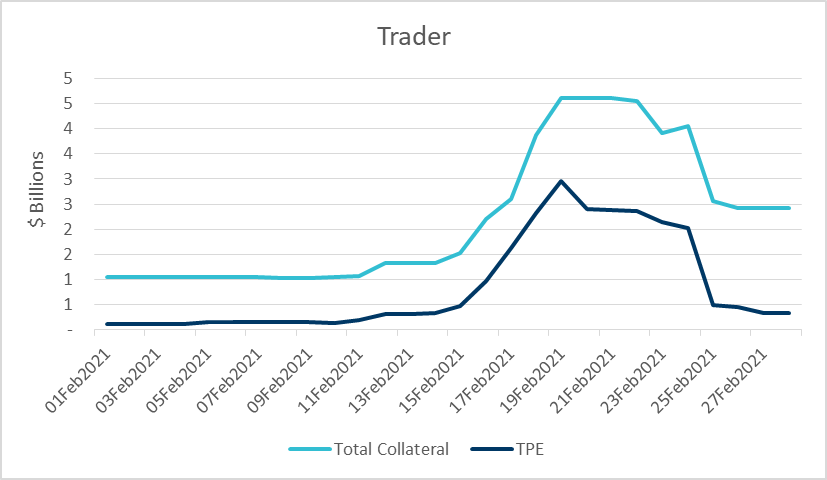 Trader
$ Billions
5
5
4
4
3
3
2
2
1
1
-
01Feb2021
03Feb2021
05Feb2021
07Feb2021
09Feb2021
11Feb2021
13Feb2021
15Feb2021
17Feb2021
19Feb2021
21Feb2021
23Feb2021
25Feb2021
27Feb2021
Total Collateral
TPE